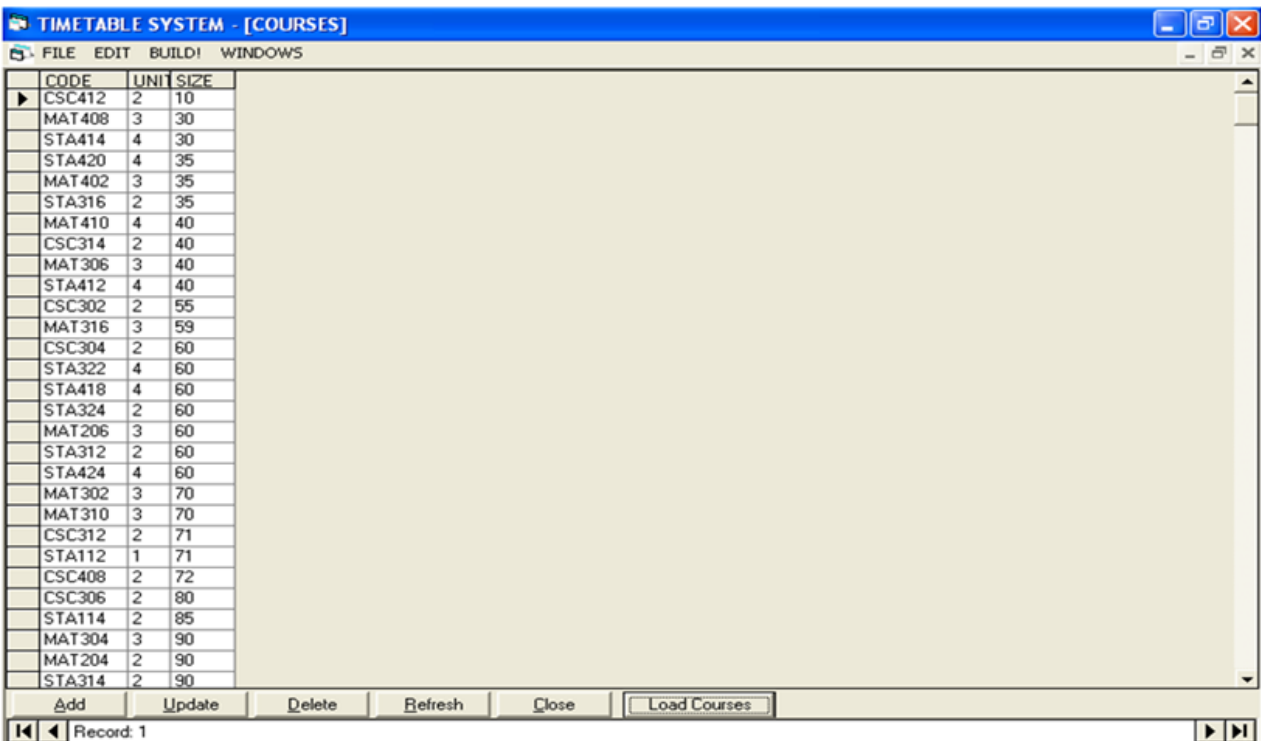 TIMETABLE SYSTEM - [COURSES]
FILE EDIT BUILD! WINDOWS
CODE UNIT SIZE
CSC412 2 10
MAT408 3 30
STA414 4 30
STA420 4 35
MAT402 3 35
STA316 2 35
MAT410 4 40
CSC314 2 40
MAT306 3 40
STA412 4 40
CSC302 2 55
MAT316 3 59
CSC304 2 60
STA322 4 60
STA418 4 60
STA324 2 60
MAT206 3 60
STA312 2 60
STA424 4 60
MAT302 3 70
MAT310 3 70
CSC312 2 71
STA112 1 71
CSC408 2 72
CSC306 2 80
STA114 2 85
MAT304 3 90
MAT204 2 90
STA314 2 90
Add Update Delete Refresh Close Load Courses
Record: 1